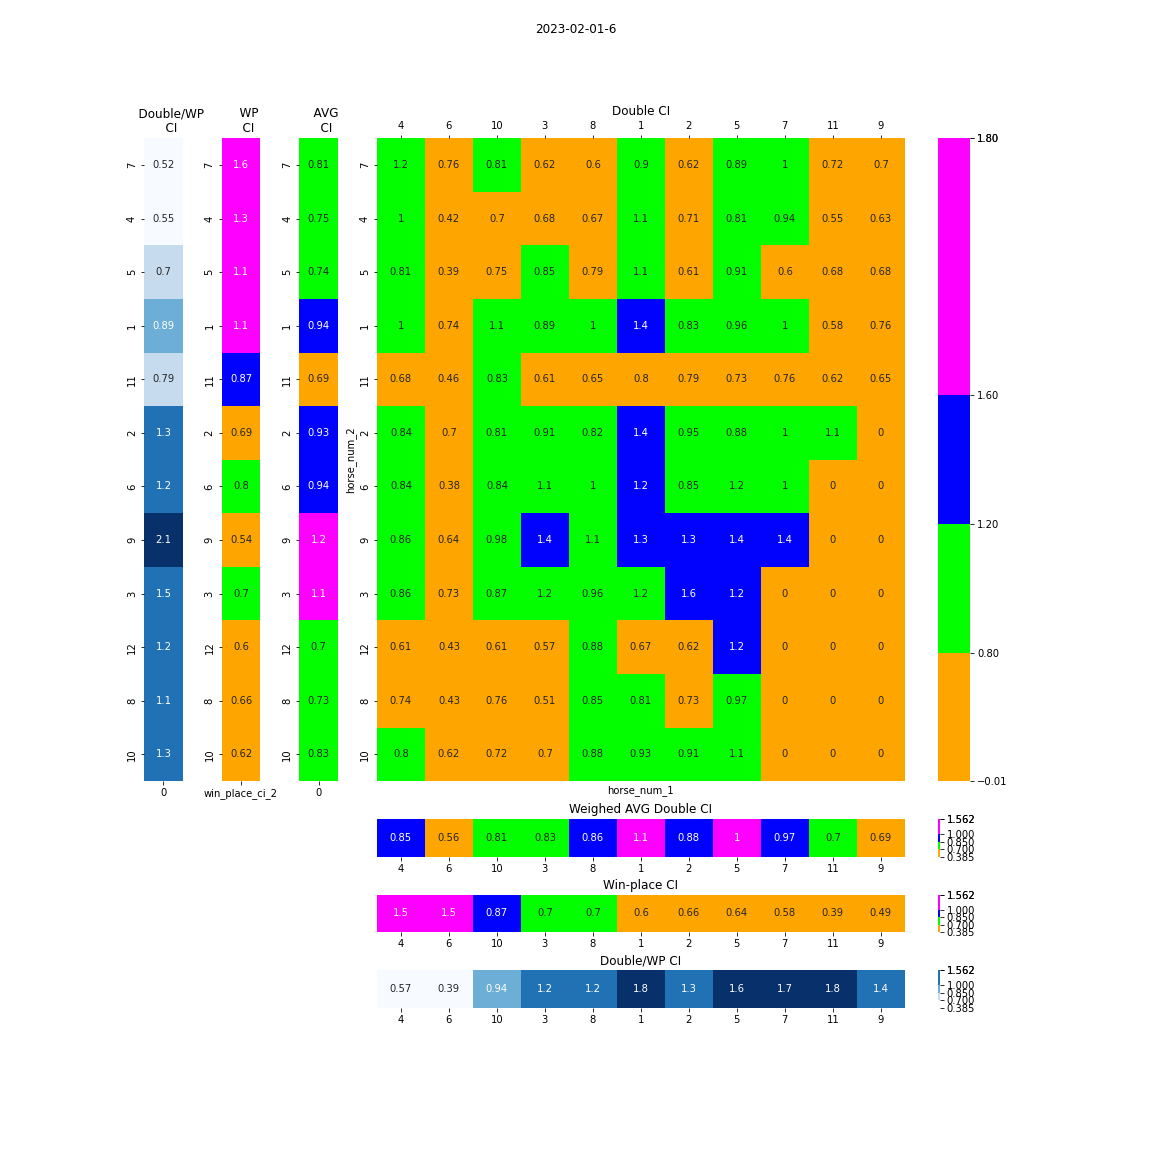 2023-02-01-6
Double/WP CI
WP CI
AVG CI
Double CI
4 6 10 3 8 1 2 5 7 11 9
7 0.52 7 1.6 7 0.81 7 1.2 0.76 0.81 0.62 0.6 0.9 0.62 0.89 1 0.72 0.7
4 0.55 4 1.3 4 0.75 4 1 0.42 0.7 0.68 0.67 1.1 0.71 0.81 0.94 0.55 0.63
5 0.7 5 1.1 5 0.74 5 0.81 0.39 0.75 0.85 0.79 1.1 0.61 0.91 0.6 0.68 0.68
1 0.89 1 1.1 1 0.94 1 1 0.74 1.1 0.89 1 1.4 0.83 0.96 1 0.58 0.76
11 0.79 11 0.87 11 0.69 11 0.68 0.46 0.83 0.61 0.65 0.8 0.79 0.73 0.76 0.62 0.65
2 1.3 2 0.69 2 0.93 2 0.84 0.7 0.81 0.91 0.82 1.4 0.95 0.88 1 1.1 0
6 1.2 6 0.8 6 0.94 6 0.84 0.38 0.84 1.1 1 1.2 0.85 1.2 1 0 0
9 2.1 9 0.54 9 1.2 9 0.86 0.64 0.98 1.4 1.1 1.3 1.3 1.4 1.4 0 0
3 1.5 3 0.7 3 1.1 3 0.86 0.73 0.87 1.2 0.96 1.2 1.6 1.2 0 0 0
12 1.2 12 0.6 12 0.7 12 0.61 0.43 0.61 0.57 0.88 0.67 0.62 1.2 0 0 0
8 1.1 8 0.66 8 0.73 8 0.74 0.43 0.76 0.51 0.85 0.81 0.73 0.97 0 0 0
10 1.3 10 0.62 10 0.83 10 0.8 0.62 0.72 0.7 0.88 0.93 0.91 1.1 0 0 0
horse_num_2
0 win_place_ci_2 0 horse_num_1
1.80
1.60
1.20
0.80
−0.01
Weighed AVG Double CI
0.85 0.56 0.81 0.83 0.86 1.1 0.88 1 0.97 0.7 0.69
4 6 10 3 8 1 2 5 7 11 9
1.562
1.000
0.850
0.700
0.385
Win-place CI
1.5 1.5 0.87 0.7 0.7 0.6 0.66 0.64 0.58 0.39 0.49
4 6 10 3 8 1 2 5 7 11 9
1.562
1.000
0.850
0.700
0.385
Double/WP CI
0.57 0.39 0.94 1.2 1.2 1.8 1.3 1.6 1.7 1.8 1.4
4 6 10 3 8 1 2 5 7 11 9
1.562
1.000
0.850
0.700
0.385